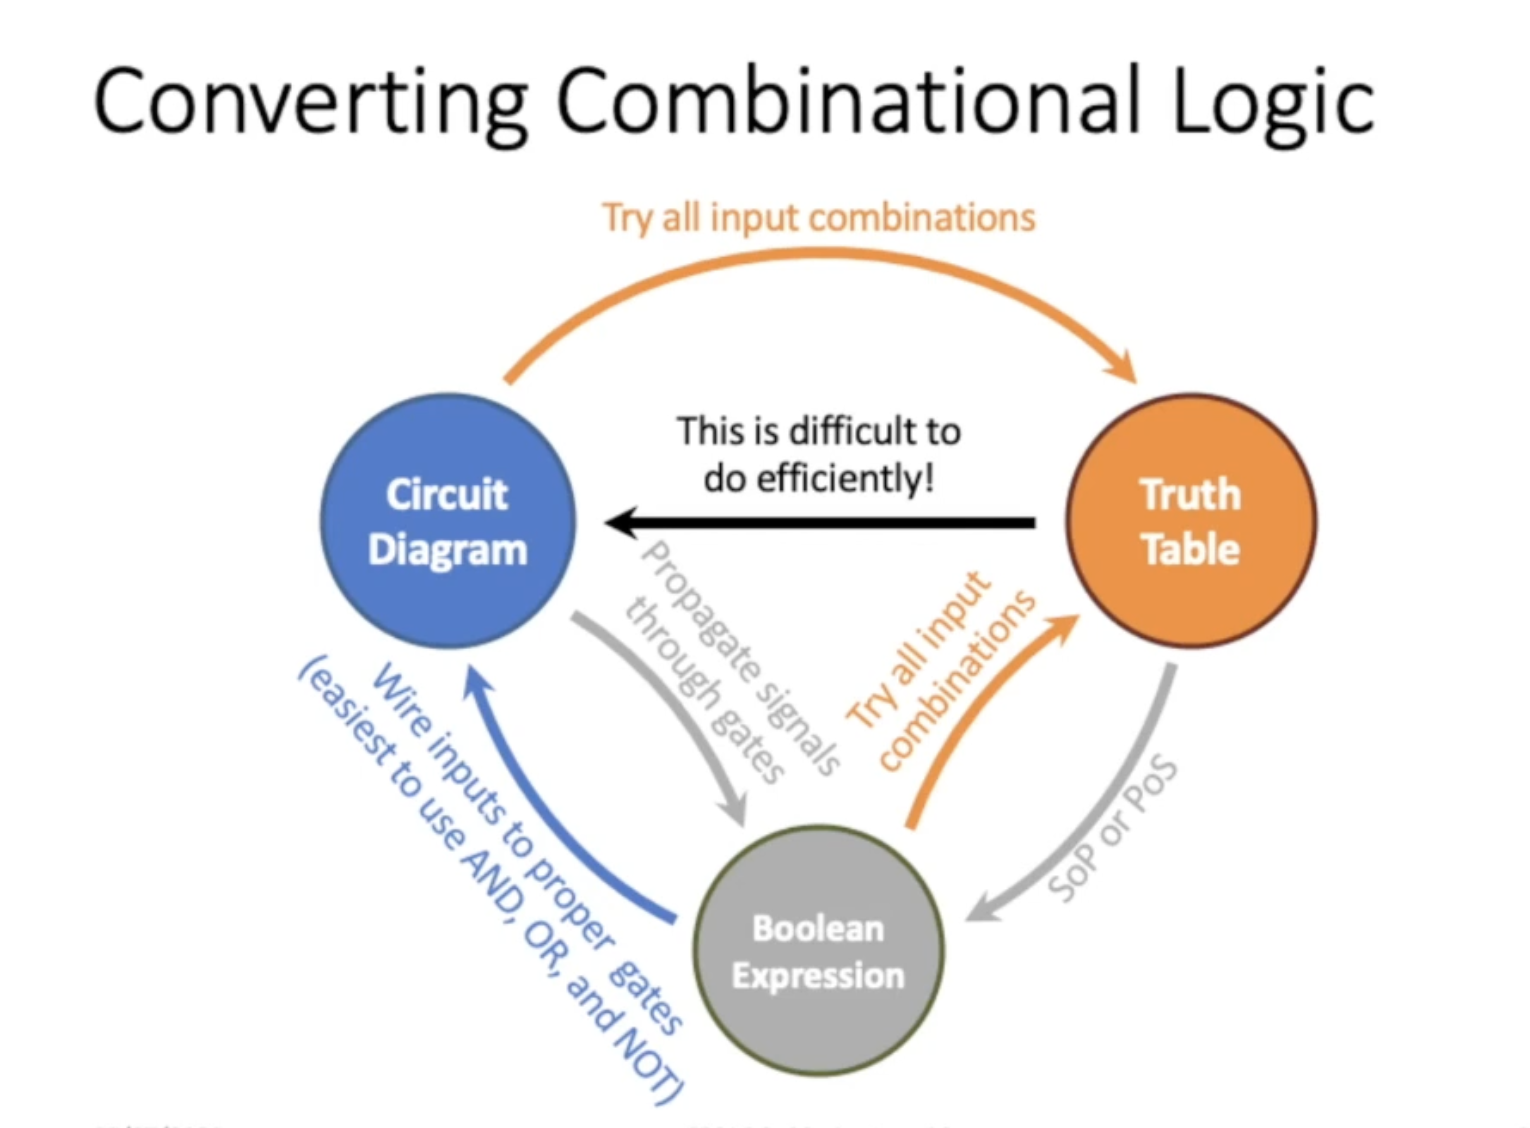 Converting Combinational Logic
Try all input combinations
This is difficult to
do efficiently!
Circuit
Diagram
Truth
Table
Propagate signals
through gates
Try all input
combinations
Wire inputs to proper gates
(easiest to use AND, OR, and NOT)
SoP or PoS
Boolean
Expression